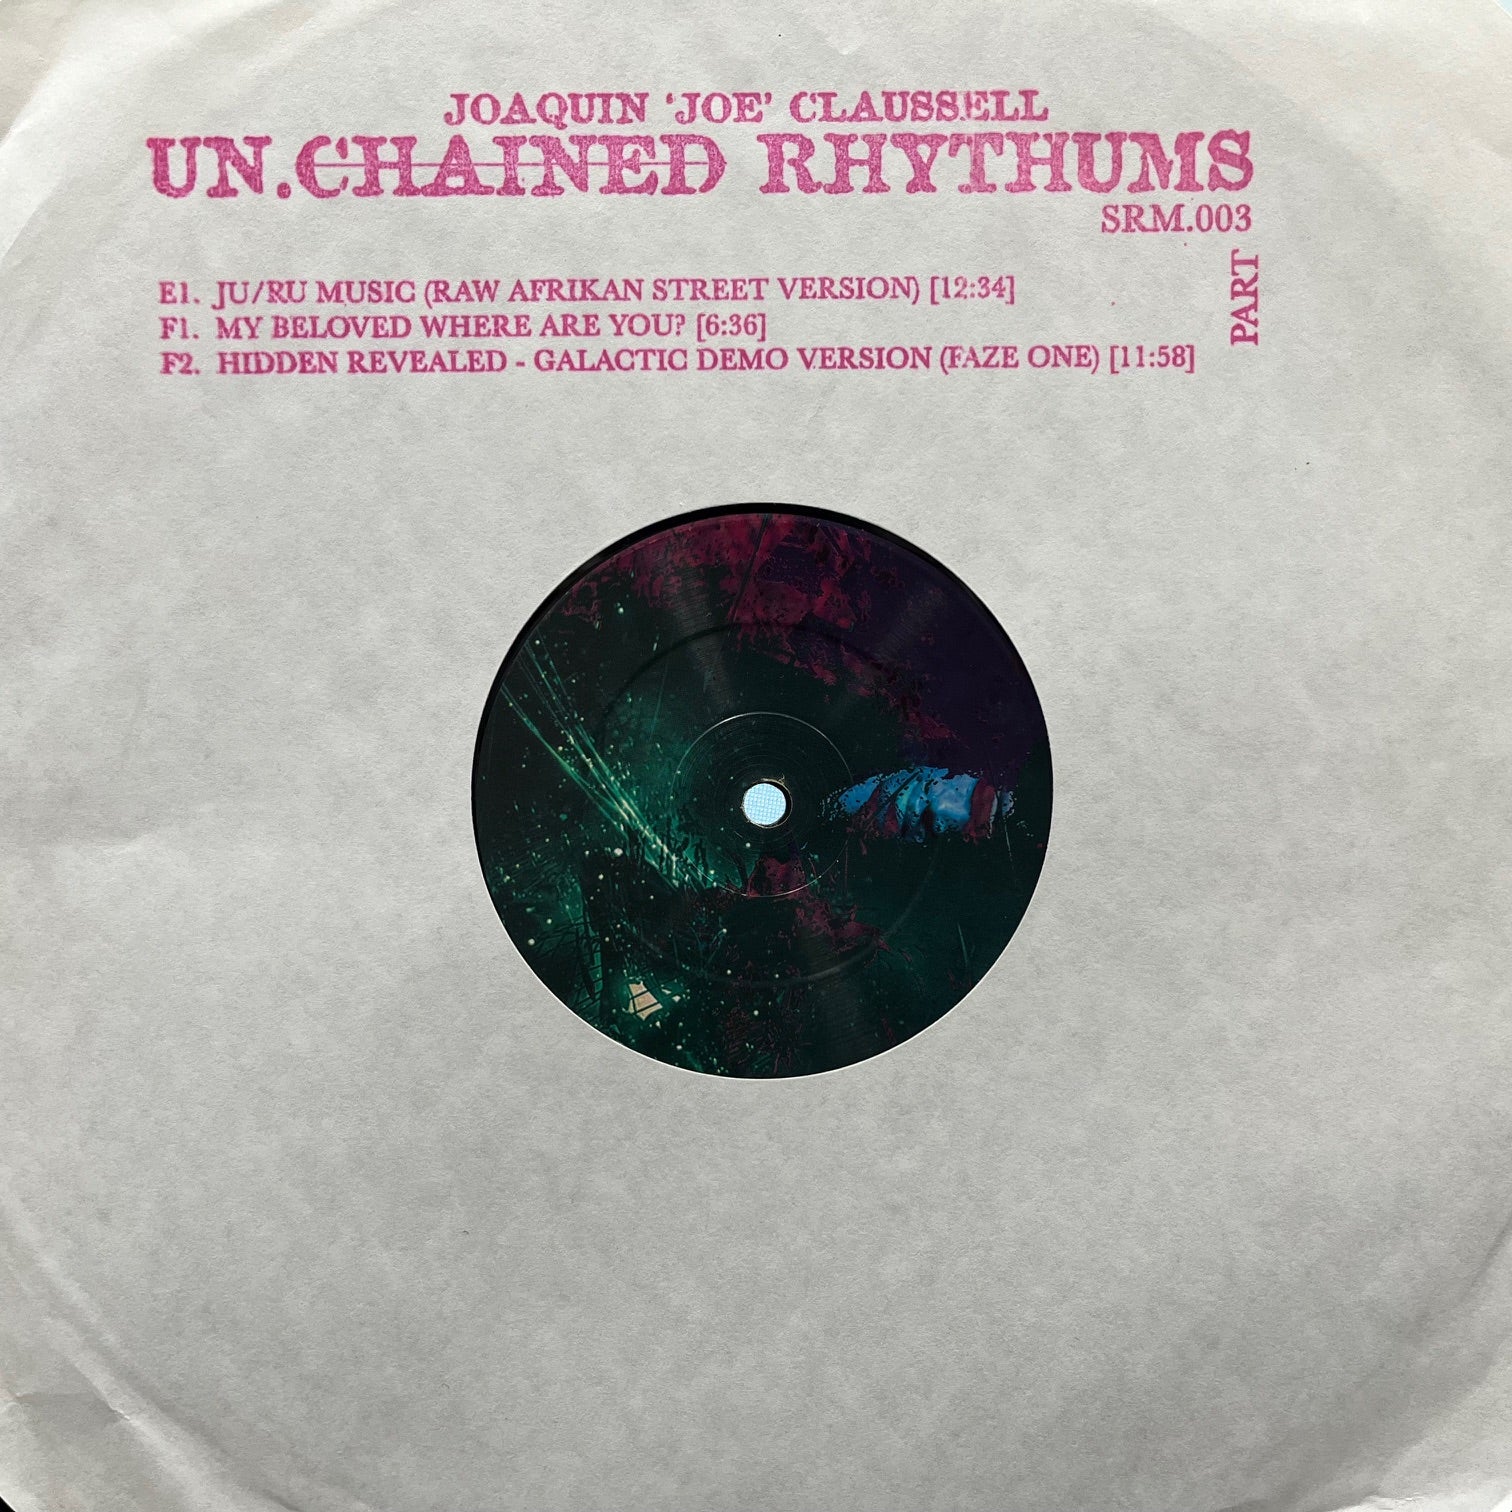 JOAQUIN ‘JOE’ CLAUSSELL
UN.CHAINED RHYTHUMS
SRM.003
PART
E1. JU/RU MUSIC (RAW AFRIKAN STREET VERSION) [12:34]
F1. MY BELOVED WHERE ARE YOU? [6:36]
F2. HIDDEN REVEALED - GALACTIC DEMO VERSION (FAZE ONE) [11:58]